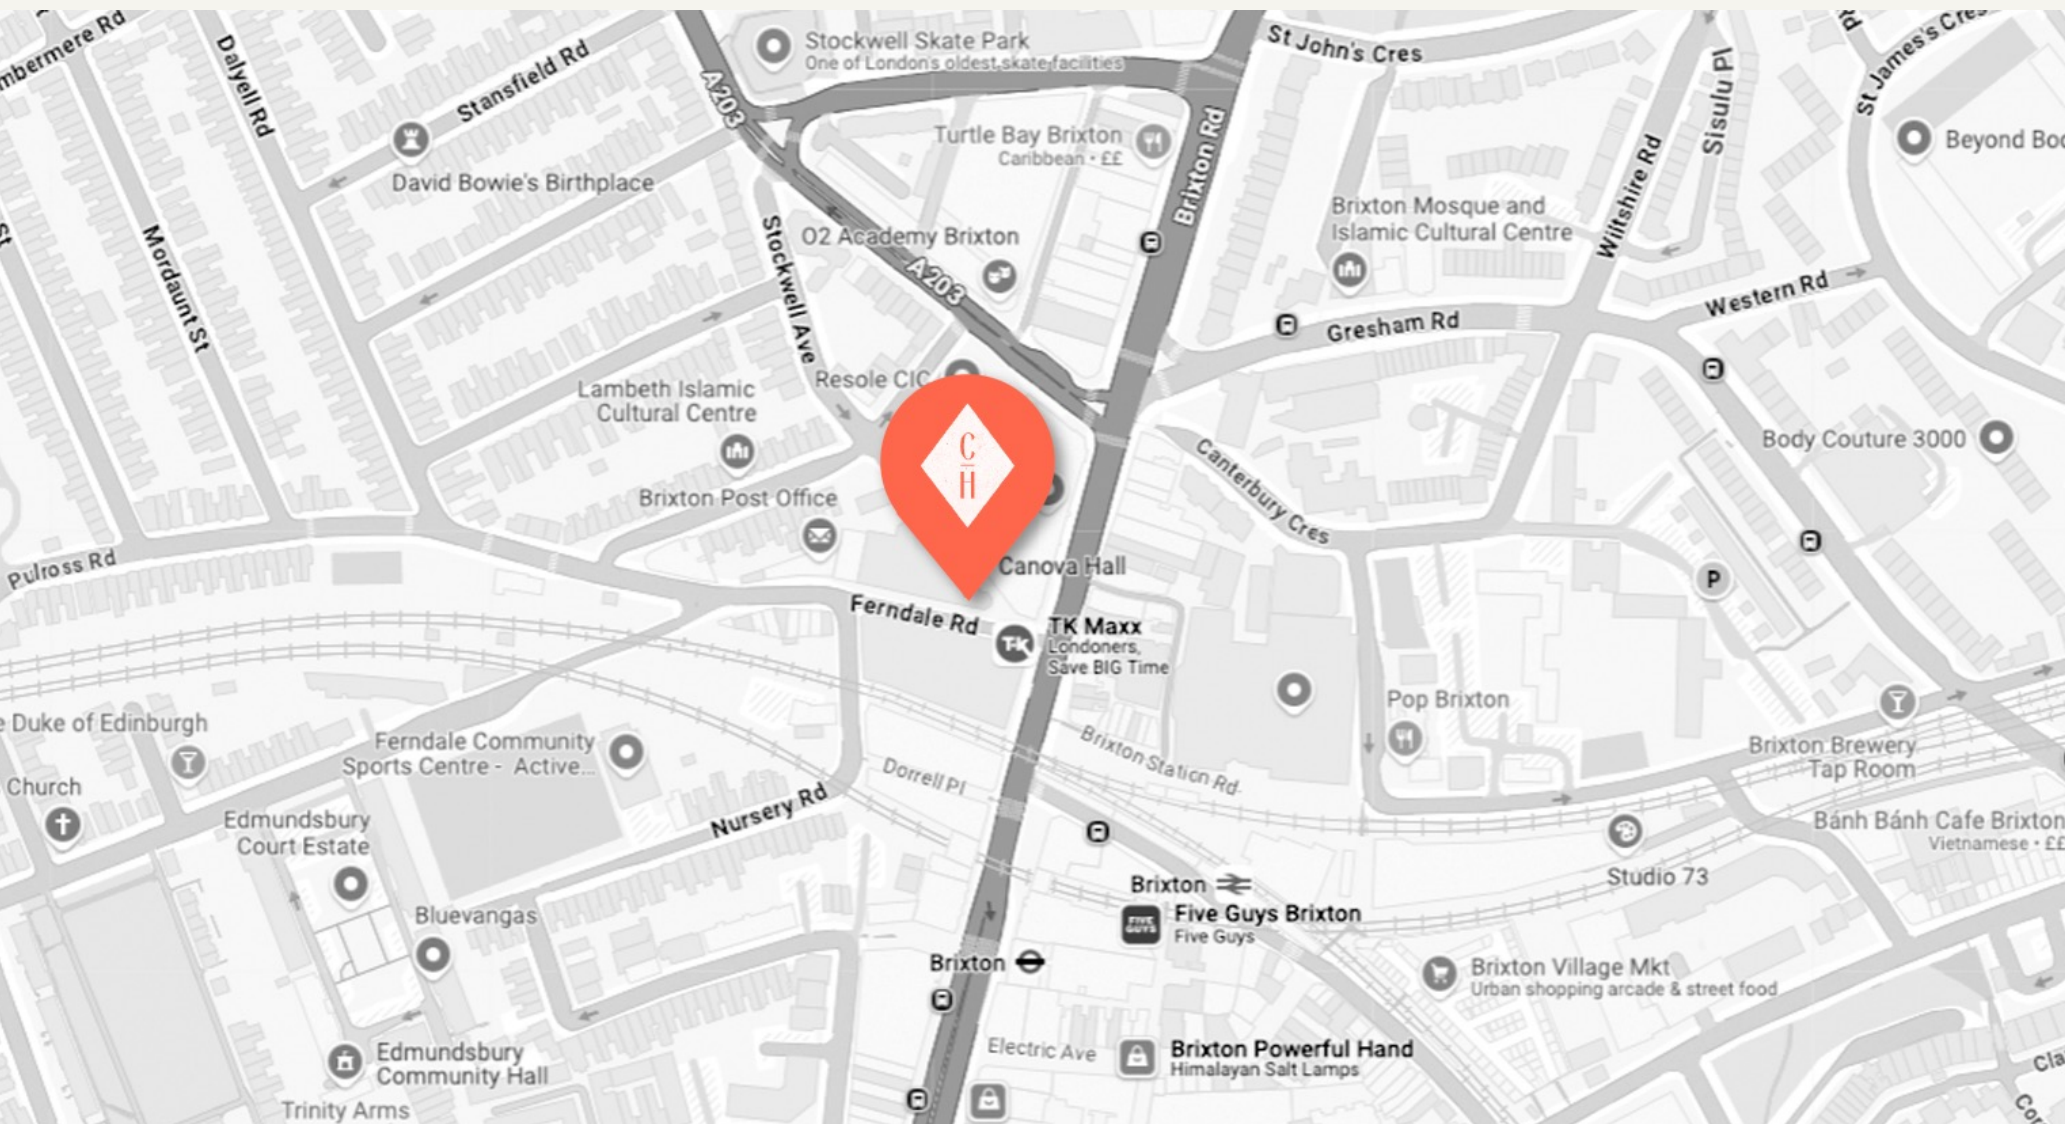 mbermere Rd
Dalyell Rd
Stansfield Rd
A203
Stockwell Skate Park
One of London's oldest skate facilities
St John's Cres
Sisulu Pl
St James's Cres
Rd
David Bowie's Birthplace
Turtle Bay Brixton
Caribbean • ££
Brixton Rd
Wiltshire Rd
Beyond Boo
St
Mordaunt St
Stockwell Ave
O2 Academy Brixton
A203
Brixton Mosque and
Islamic Cultural Centre
Gresham Rd
Western Rd
Lambeth Islamic
Cultural Centre
Resole CIC
C
H
Canterbury Cres
Body Couture 3000
Brixton Post Office
Pulross Rd
Canova Hall
P
Ferndale Rd
TK
TK Maxx
Londoners,
Save BIG Time
Pop Brixton
e Duke of Edinburgh
Ferndale Community
Sports Centre - Active...
Brixton Station Rd
Brixton Brewery
Tap Room
Dorrell Pl
Church
Nursery Rd
Edmundsbury
Court Estate
Bánh Bánh Cafe Brixton
Vietnamese • ££
Studio 73
Brixton
FIVE
GUYS
Five Guys Brixton
Five Guys
Bluevangas
Brixton
Brixton Village Mkt
Urban shopping arcade & street food
Electric Ave
Brixton Powerful Hand
Himalayan Salt Lamps
Edmundsbury
Community Hall
Trinity Arms
Cla